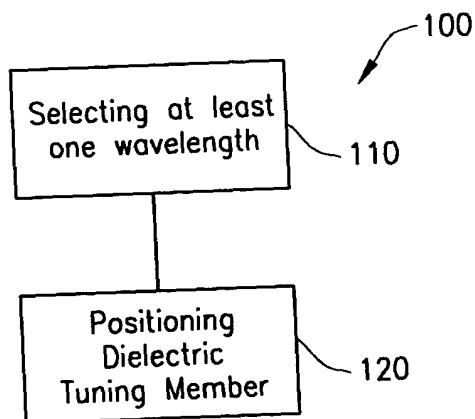 100
Selecting at least
one wavelength
110
Positioning
Dielectric
Tuning Member
120